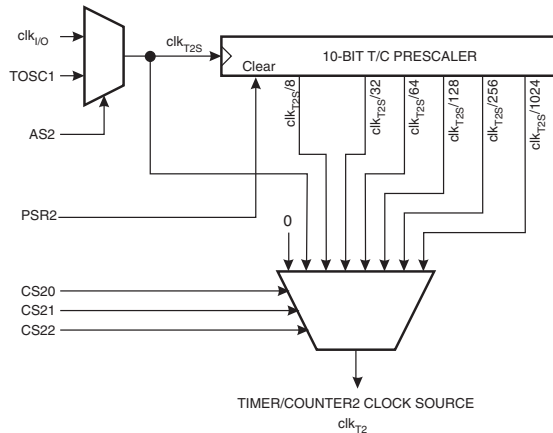 clkI/O
clkT2S
10-BIT T/C PRESCALER
Clear
TOSC1
clkT2S/8
clkT2S/32
clkT2S/64
clkT2S/128
clkT2S/256
clkT2S/1024
AS2
PSR2
0
CS20
CS21
CS22
TIMER/COUNTER2 CLOCK SOURCE
clkT2